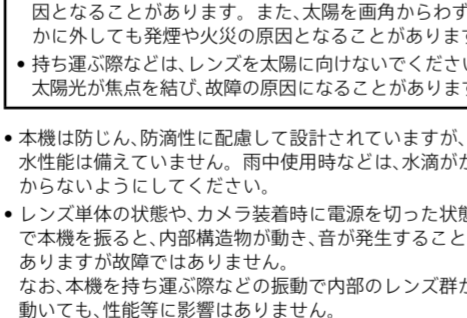 因となることがあります。また、太陽を画角からわず
かに外しても発煙や火災の原因となることがあります
• 持ち運ぶ際などは、レンズを太陽に向けないでください
太陽光が焦点を結び、故障の原因になることがあります
• 本機は防じん、防滴性に配慮して設計されていますが、
水性能は備えていません。雨中使用時などは、水滴がか
からないようにしてください。
• レンズ単体の状態や、カメラ装着時に電源を切った状態
で本機を振ると、内部構造物が動き、音が発生すること
ありますが故障ではありません。
なお、本機を持ち運ぶ際などの振動で内部のレンズ群が
動いても、性能等に影響はありません。